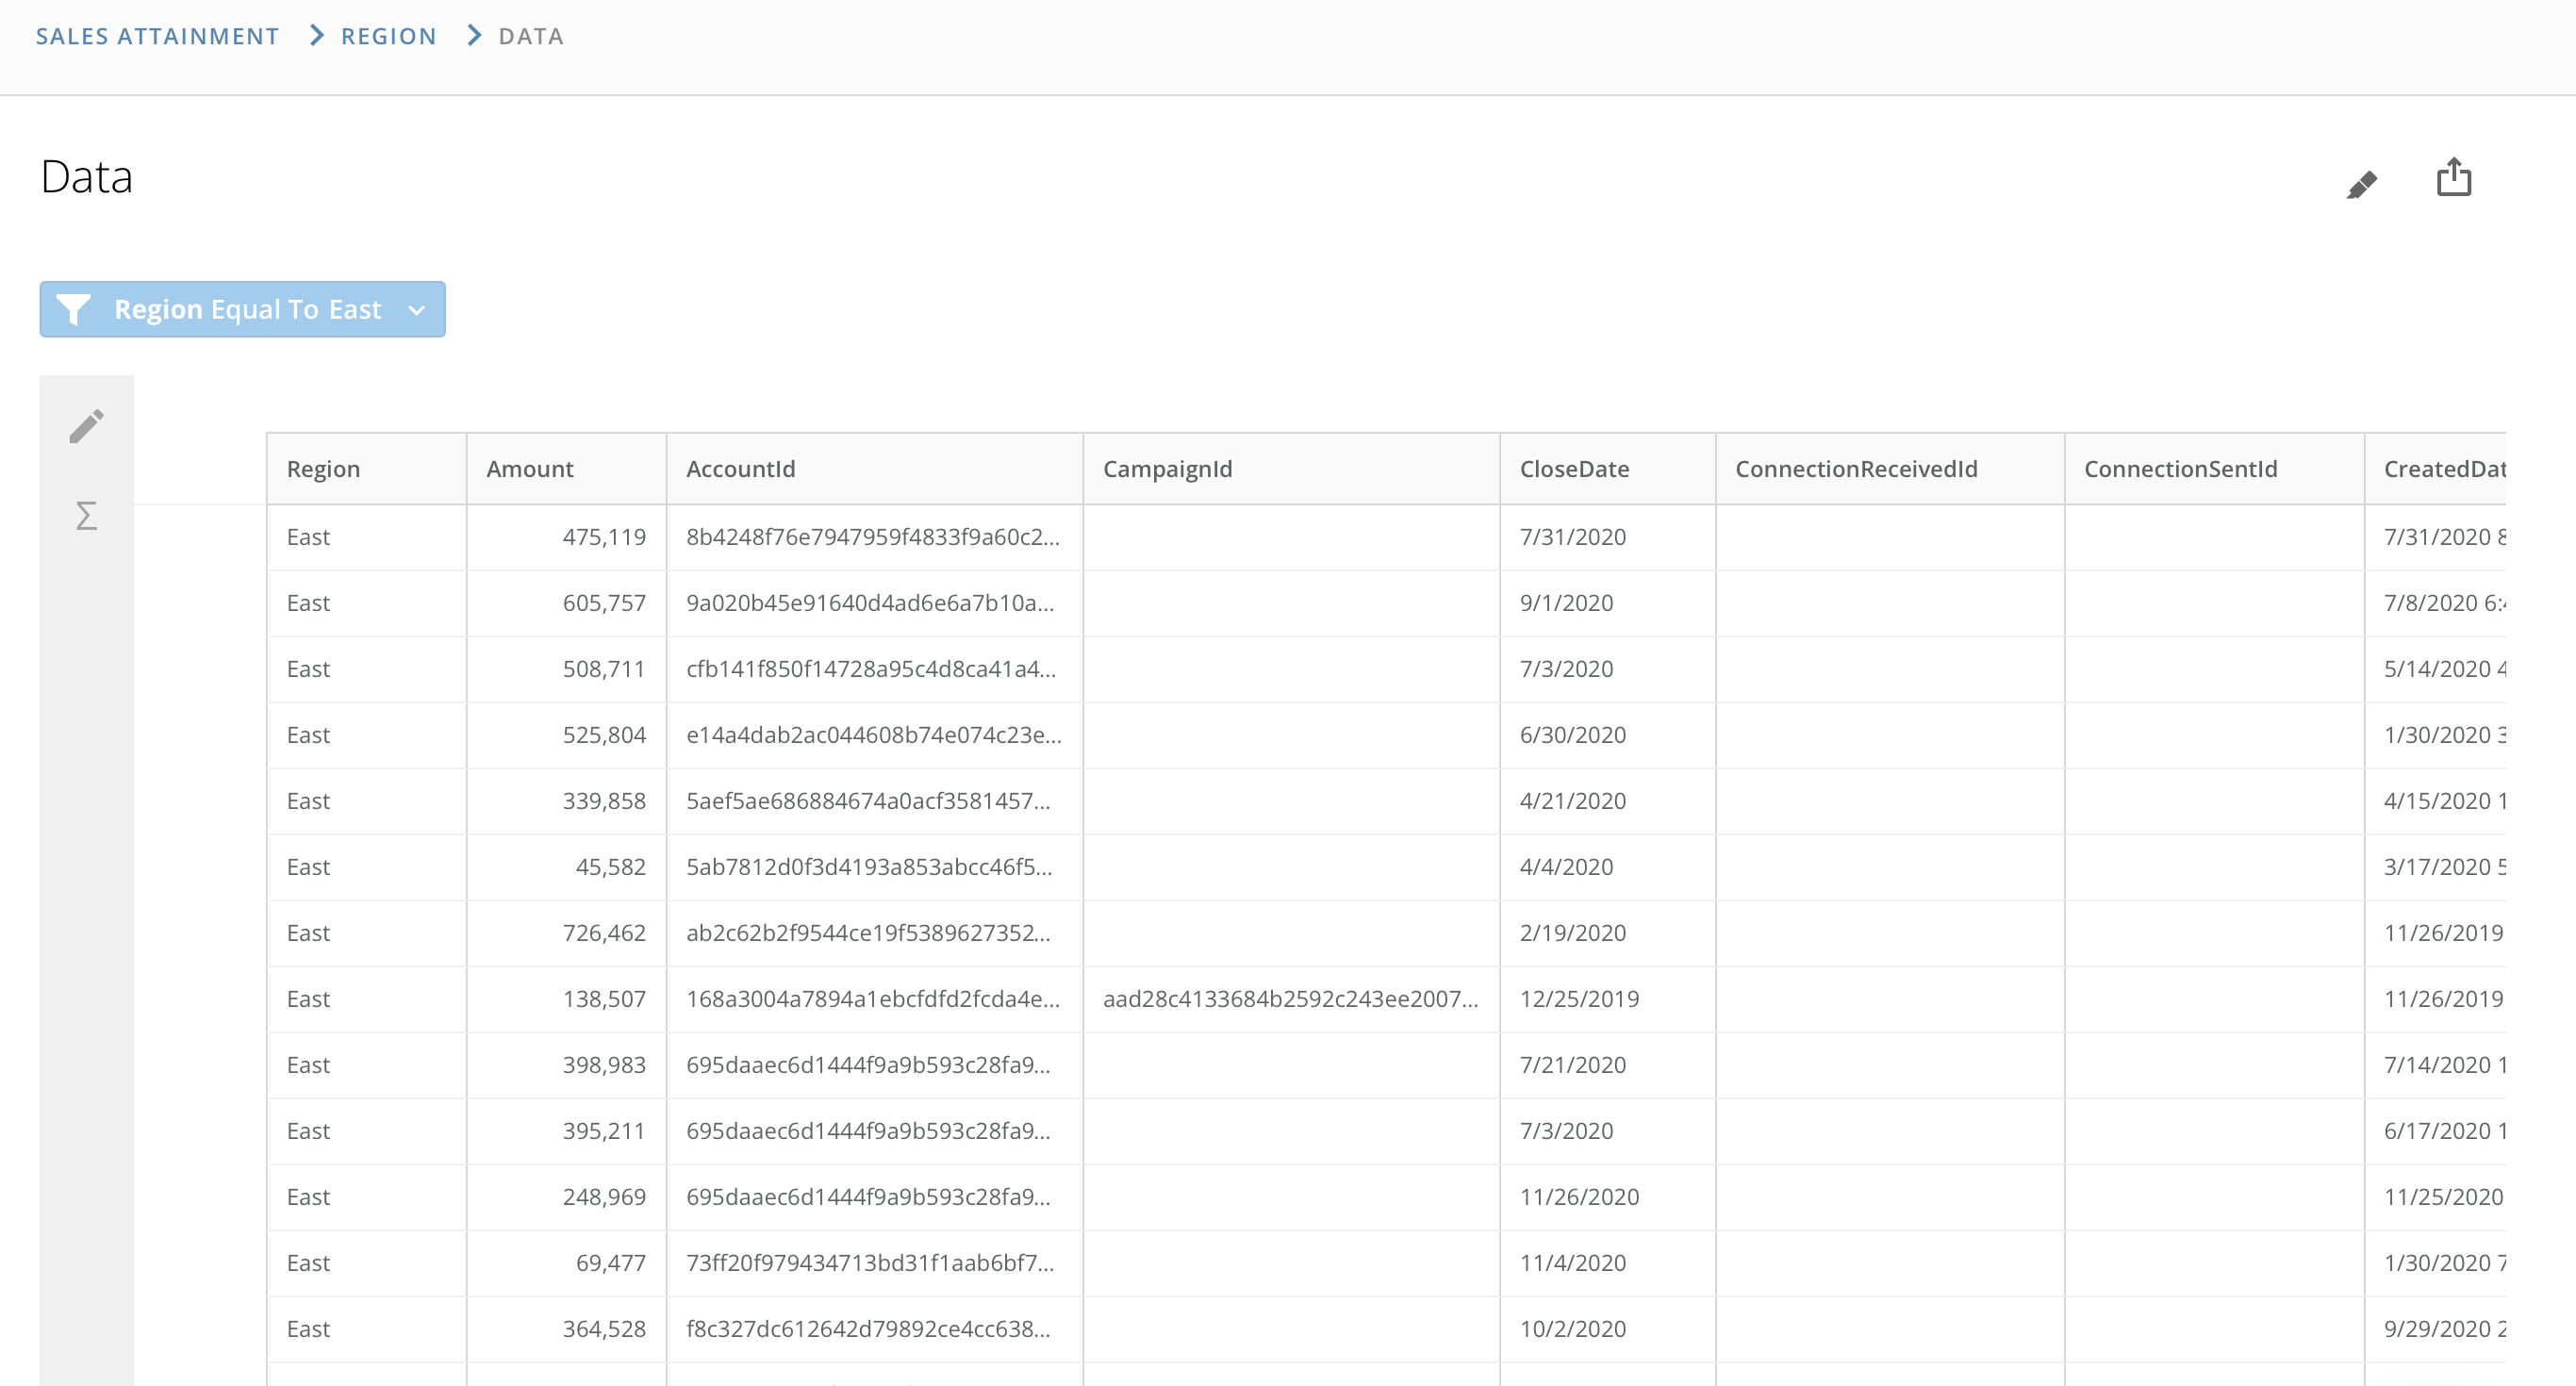 SALES ATTAINMENT > REGION > DATA
Data
Region Equal To East
Region Amount AccountId CampaignId CloseDate ConnectionReceivedId ConnectionSentId CreatedDat
Σ
East 475,119 8b4248f76e7947959f4833f9a60c2... 7/31/2020 7/31/2020 8
East 605,757 9a020b45e91640d4ad6e6a7b10a... 9/1/2020 7/8/2020 6:
East 508,711 cfb141f850f14728a95c4d8ca41a4... 7/3/2020 5/14/2020 4
East 525,804 e14a4dab2ac044608b74e074c23e... 6/30/2020 1/30/2020 3
East 339,858 5aef5ae686884674a0acf3581457... 4/21/2020 4/15/2020 1
East 45,582 5ab7812d0f3d4193a853abcc46f5... 4/4/2020 3/17/2020 5
East 726,462 ab2c62b2f9544ce19f5389627352... 2/19/2020 11/26/2019
East 138,507 168a3004a7894a1ebcfdfd2fcda4e... aad28c4133684b2592c243ee2007... 12/25/2019 11/26/2019
East 398,983 695daaec6d1444f9a9b593c28fa9... 7/21/2020 7/14/2020 1
East 395,211 695daaec6d1444f9a9b593c28fa9... 7/3/2020 6/17/2020 1
East 248,969 695daaec6d1444f9a9b593c28fa9... 11/26/2020 11/25/2020
East 69,477 73ff20f979434713bd31f1aab6bf7... 11/4/2020 1/30/2020 7
East 364,528 f8c327dc612642d79892ce4cc638... 10/2/2020 9/29/2020 2